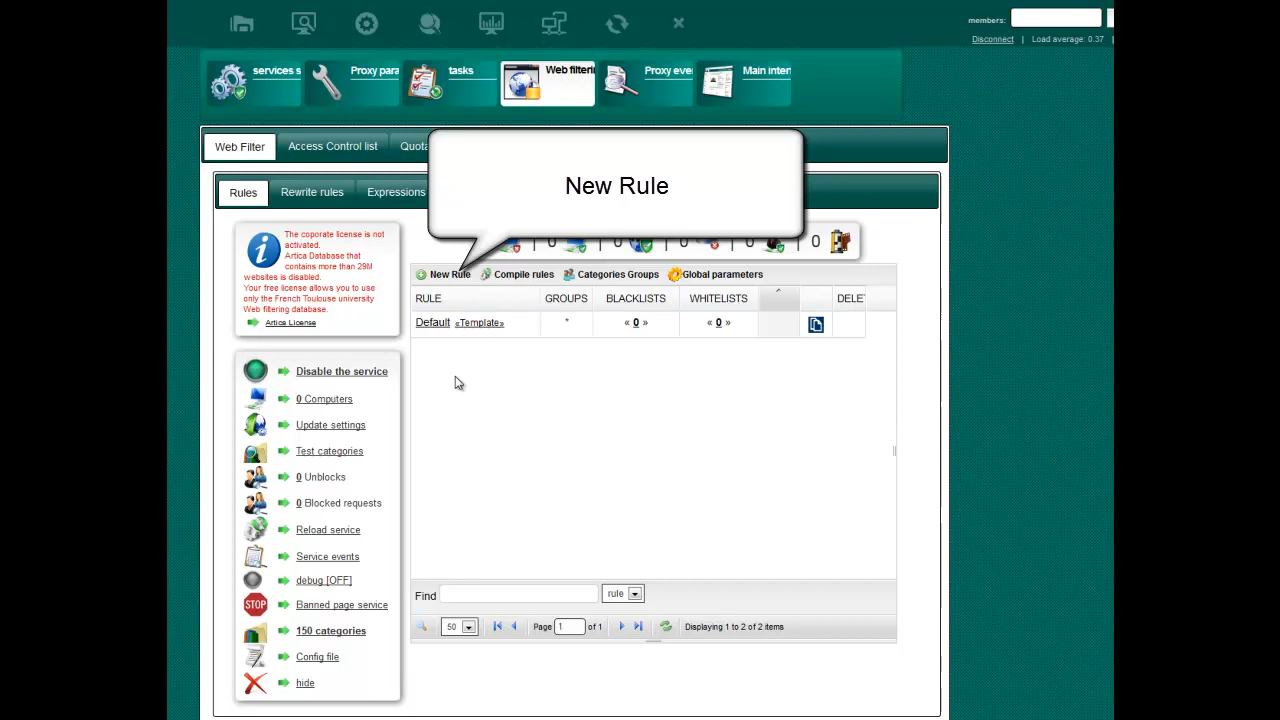 members:
Disconnect | Load average: 0.37
services s
Proxy para
tasks
Web filterin
Proxy eve
Main inter
Web Filter
Access Control list
Quota
New Rule
Rules
Rewrite rules
Expressions
The coporate license is not
activated.
Artica Database that
contains more than 29M
websites is disabled.
Your free license allows you to use
only the French Toulouse university
Web filtering database.
Artica License
0 0 0 0 0
New Rule Compile rules Categories Groups Global parameters
RULE GROUPS BLACKLISTS WHITELISTS DELET
Default «Template» * « 0 » « 0 »
Disable the service
0 Computers
Update settings
Test categories
0 Unblocks
0 Blocked requests
Reload service
Service events
debug [OFF]
Banned page service
150 categories
Config file
hide
Find rule
50 Page 1 of 1 Displaying 1 to 2 of 2 items